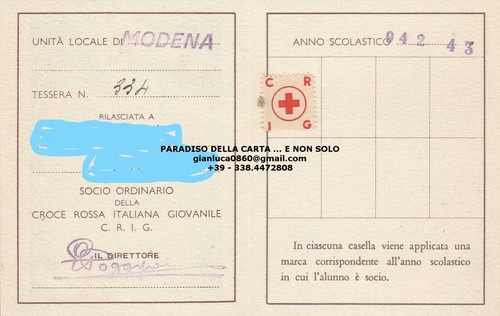 UNITÀ LOCALE DI MODENA
TESSERA N. 334
RILASCIATA A
SOCIO ORDINARIO
DELLA
CROCE ROSSA ITALIANA GIOVANILE
C. R. I. G.
IL DIRETTORE
ANNO SCOLASTICO 942 43
C R
I G
In ciascuna casella viene applicata una
marca corrispondente all'anno scolastico
in cui l'alunno è socio.
PARADISO DELLA CARTA ... E NON SOLO
gianluca0860@gmail.com
+39 - 338.4472808